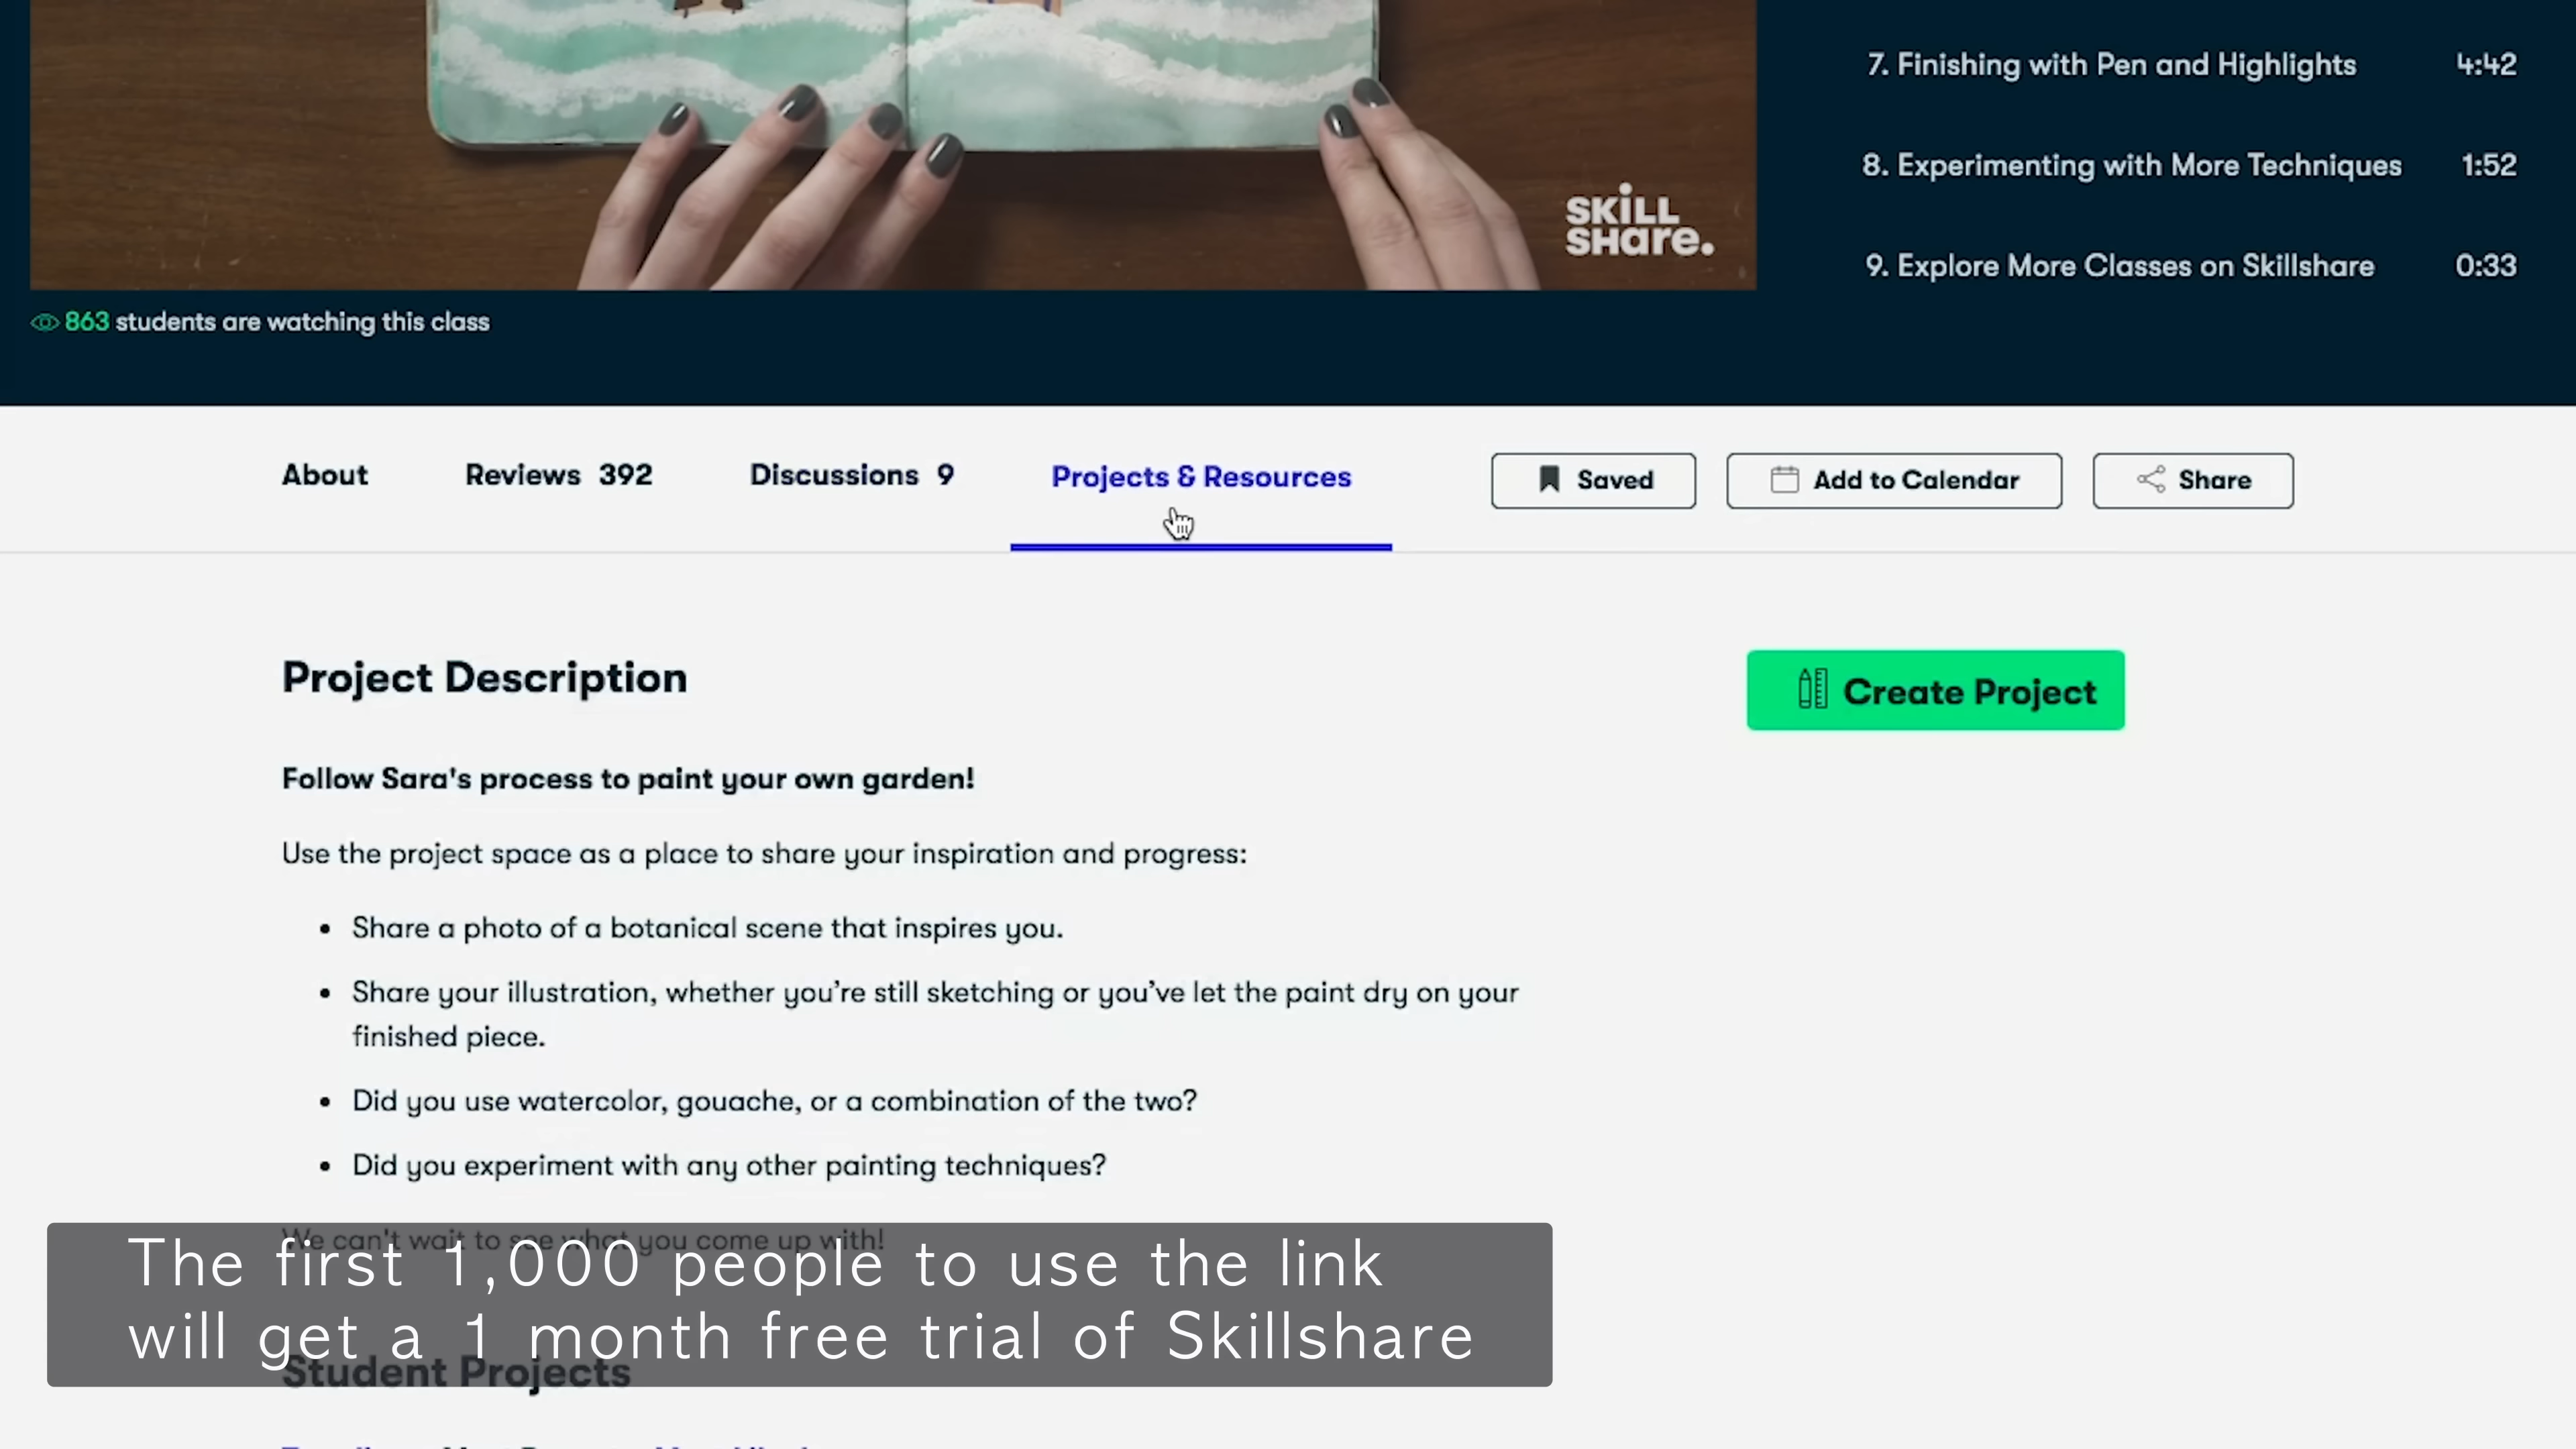 7. Finishing with Pen and Highlights 4:42
8. Experimenting with More Techniques 1:52
9. Explore More Classes on Skillshare 0:33
SKILL
SHare.
863 students are watching this class
About Reviews 392 Discussions 9 Projects & Resources Saved Add to Calendar Share
Project Description
Create Project
Follow Sara's process to paint your own garden!
Use the project space as a place to share your inspiration and progress:
• Share a photo of a botanical scene that inspires you.
• Share your illustration, whether you're still sketching or you've let the paint dry on your
finished piece.
• Did you use watercolor, gouache, or a combination of the two?
• Did you experiment with any other painting techniques?
We can't wait to see what you come up with!
The first 1,000 people to use the link
will get a 1 month free trial of Skillshare
Student Projects